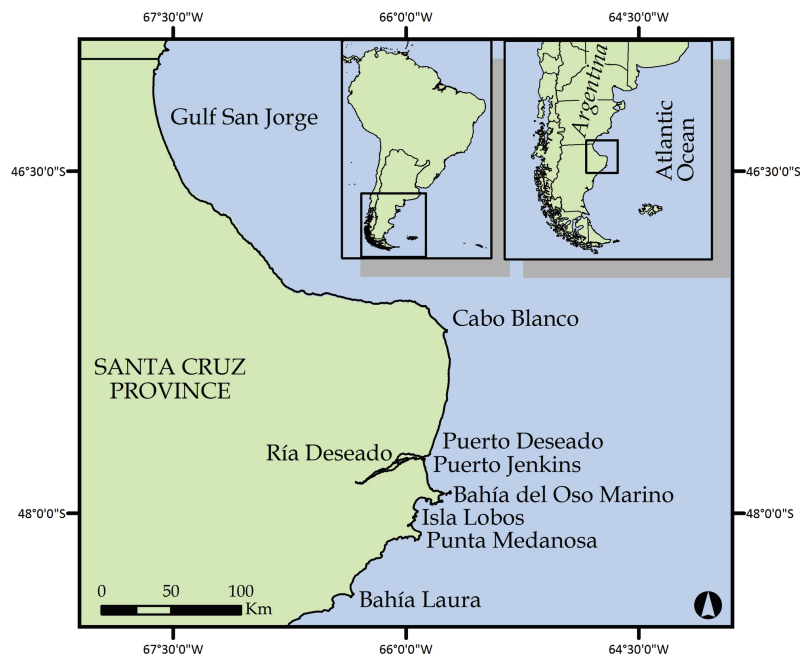 67°30'0"W
66°0'0"W
64°30'0"W
Gulf San Jorge
Argentina
Atlantic
Ocean
46°30'0"S
46°30'0"S
Cabo Blanco
SANTA CRUZ
PROVINCE
Puerto Deseado
Ría Deseado
Puerto Jenkins
Bahía del Oso Marino
48°0'0"S
48°0'0"S
Isla Lobos
Punta Medanosa
0 50 100
Km
Bahía Laura
67°30'0"W
66°0'0"W
64°30'0"W